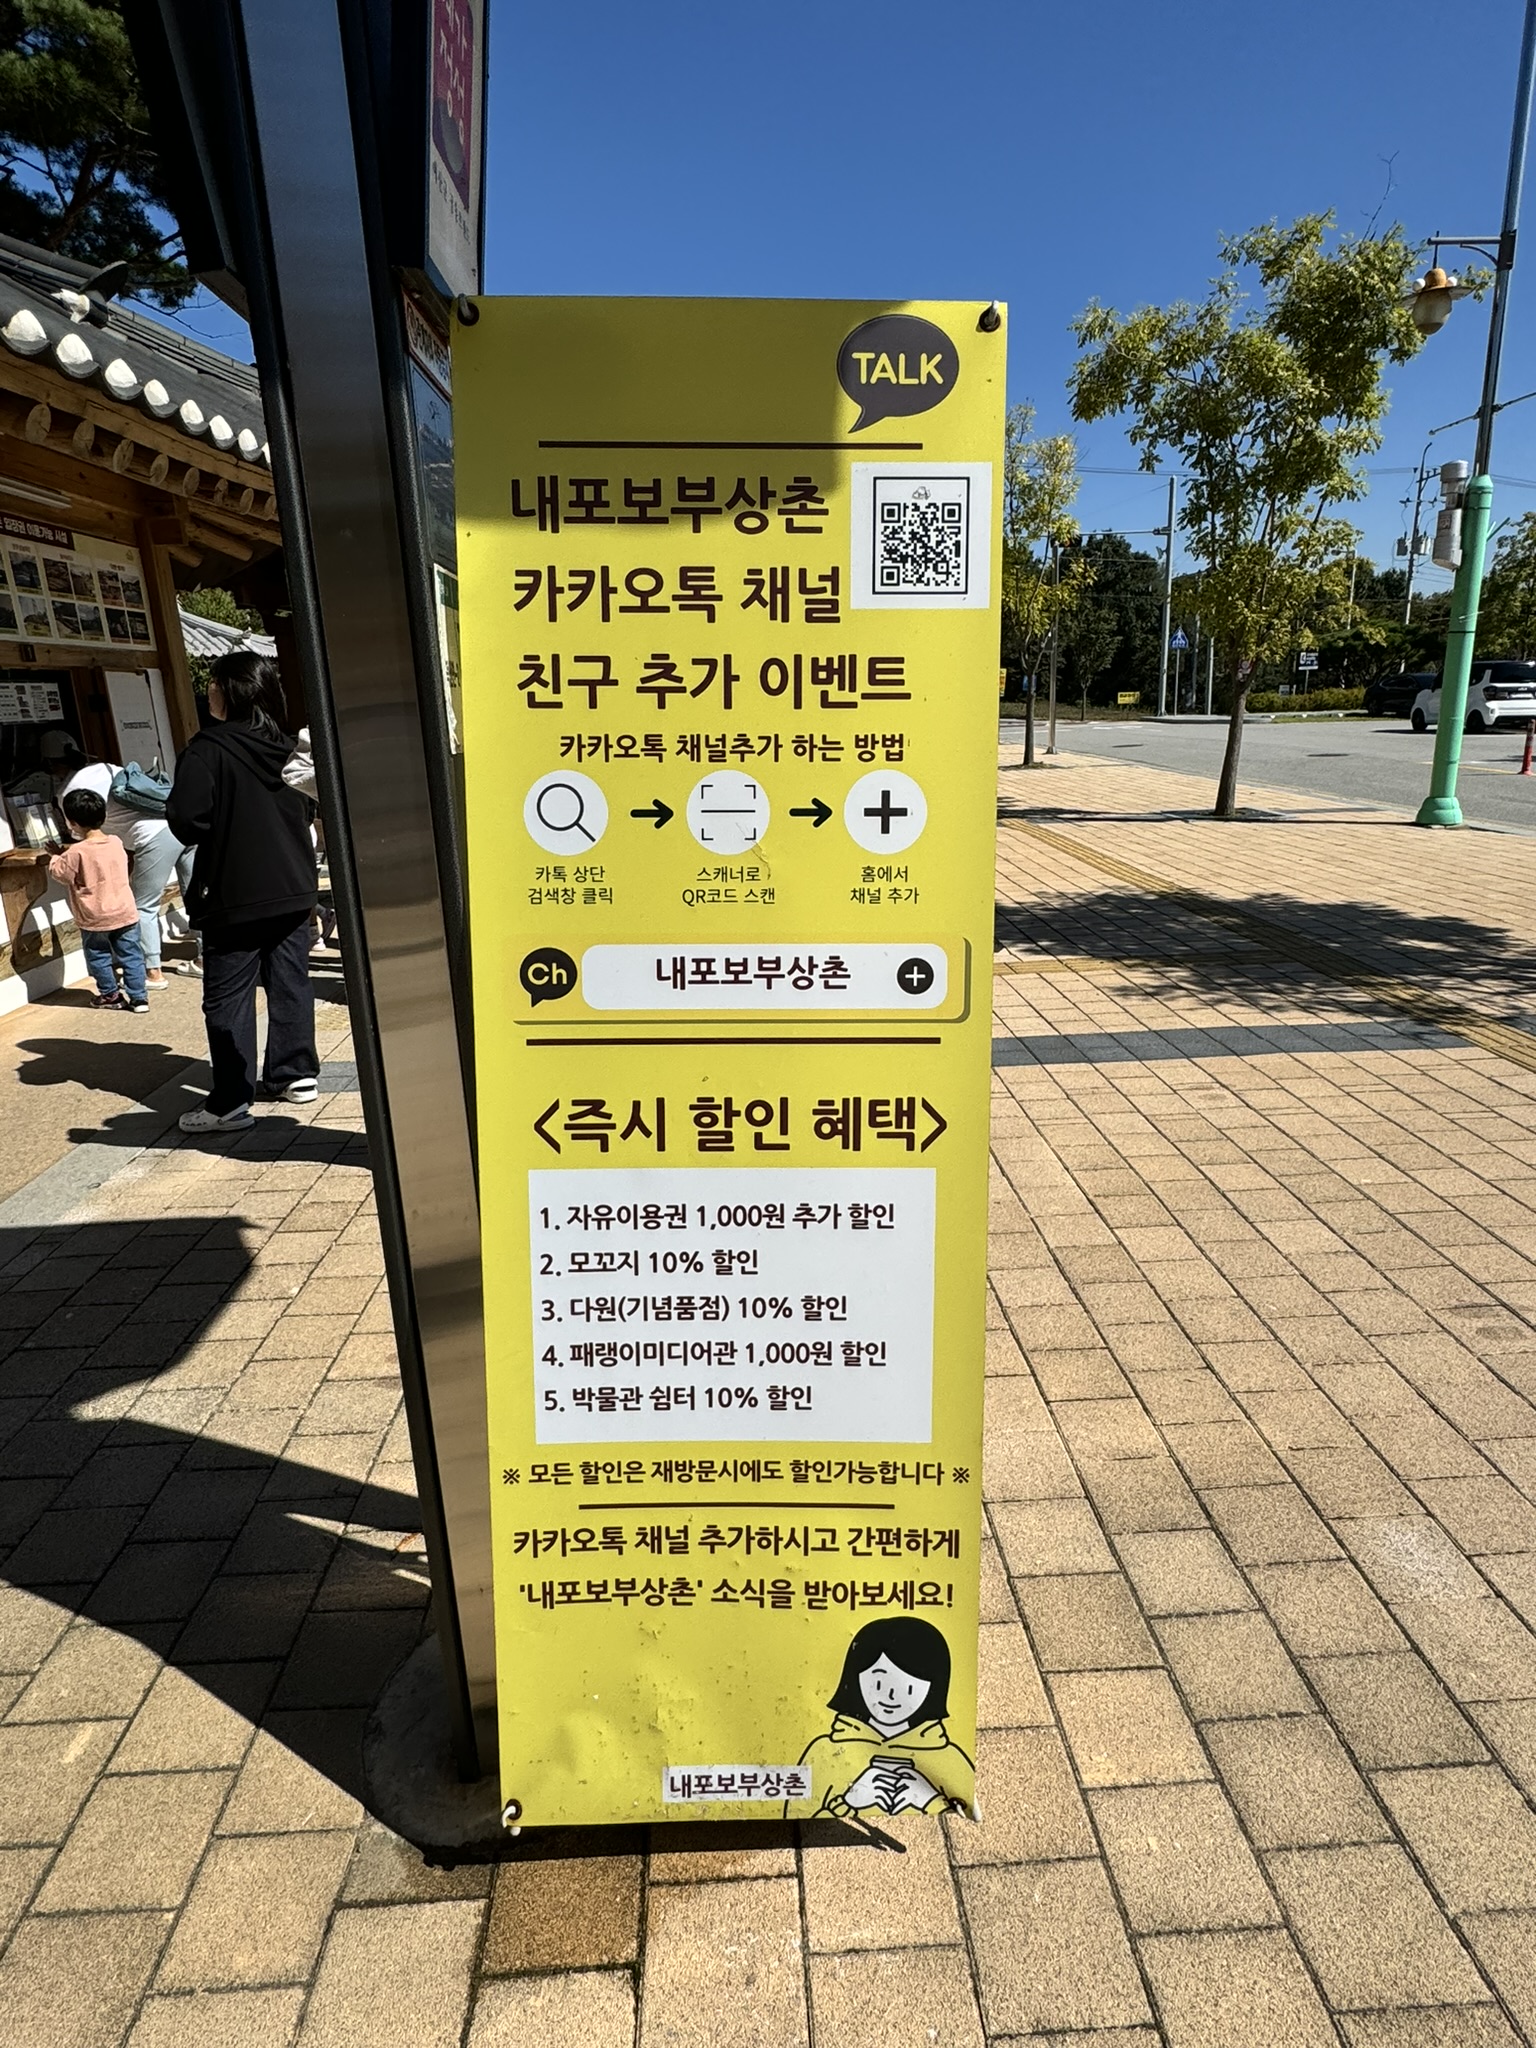 TALK
내포보부상촌
카카오톡 채널
친구 추가 이벤트
카카오톡 채널추가 하는 방법
카톡 상단
검색창 클릭
스캐너로
QR코드 스캔
홈에서
채널 추가
Ch 내포보부상촌 +
<즉시 할인 혜택>
1. 자유이용권 1,000원 추가 할인
2. 모꼬지 10% 할인
3. 다원(기념품점) 10% 할인
4. 패랭이미디어관 1,000원 할인
5. 박물관 쉼터 10% 할인
※ 모든 할인은 재방문시에도 할인가능합니다 ※
카카오톡 채널 추가하시고 간편하게
'내포보부상촌' 소식을 받아보세요!
내포보부상촌